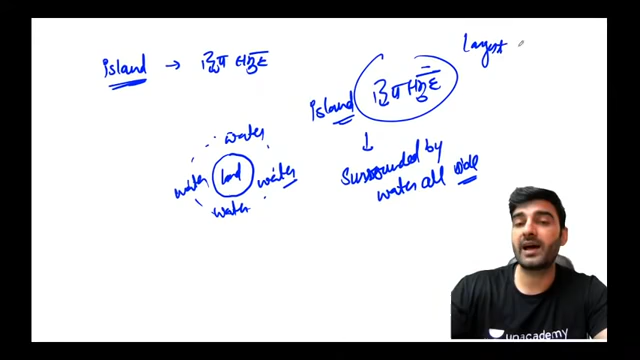 island →
Largest
island
↓
Surrounded by
water all side
water
water land water
water
unacademy